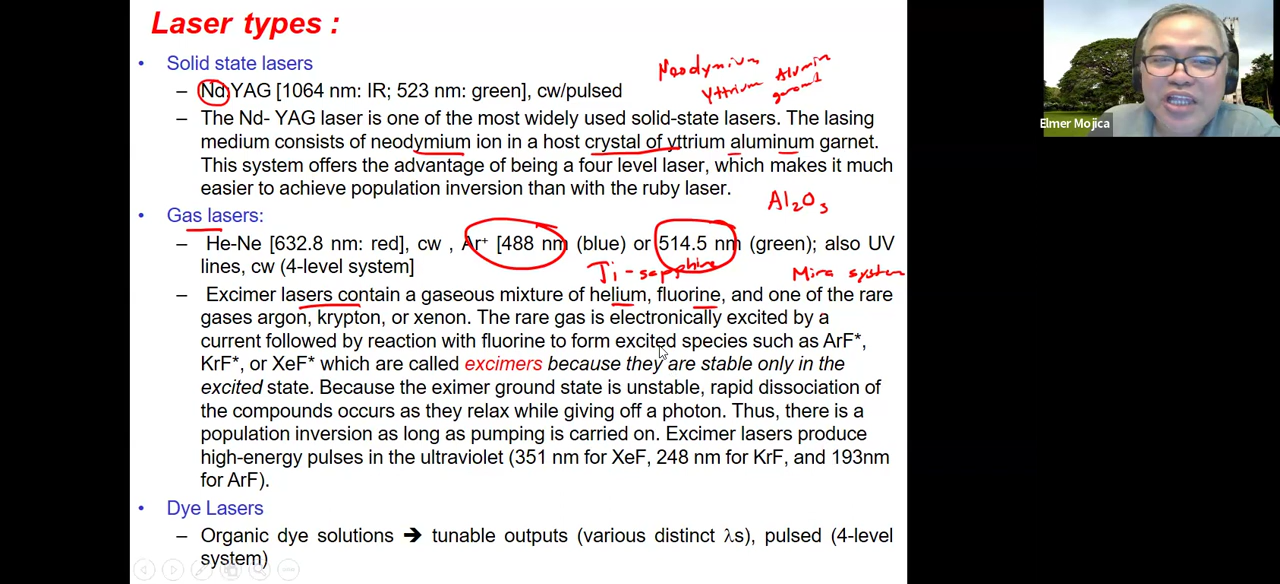 Laser types :
• Solid state lasers
– Nd:YAG [1064 nm: IR; 523 nm: green], cw/pulsed
Neodymium
Yttrium Alumin
garnet
– The Nd- YAG laser is one of the most widely used solid-state lasers. The lasing
medium consists of neodymium ion in a host crystal of yttrium aluminum garnet.
This system offers the advantage of being a four level laser, which makes it much
easier to achieve population inversion than with the ruby laser.
Al2O3
• Gas lasers:
– He-Ne [632.8 nm: red], cw , Ar+ [488 nm (blue) or 514.5 nm (green); also UV
lines, cw (4-level system]
Ti-sapphire
Mira system
– Excimer lasers contain a gaseous mixture of helium, fluorine, and one of the rare
gases argon, krypton, or xenon. The rare gas is electronically excited by a
current followed by reaction with fluorine to form excited species such as ArF*,
KrF*, or XeF* which are called excimers because they are stable only in the
excited state. Because the eximer ground state is unstable, rapid dissociation of
the compounds occurs as they relax while giving off a photon. Thus, there is a
population inversion as long as pumping is carried on. Excimer lasers produce
high-energy pulses in the ultraviolet (351 nm for XeF, 248 nm for KrF, and 193nm
for ArF).
• Dye Lasers
– Organic dye solutions ➔ tunable outputs (various distinct λs), pulsed (4-level
system)
Elmer Mojica